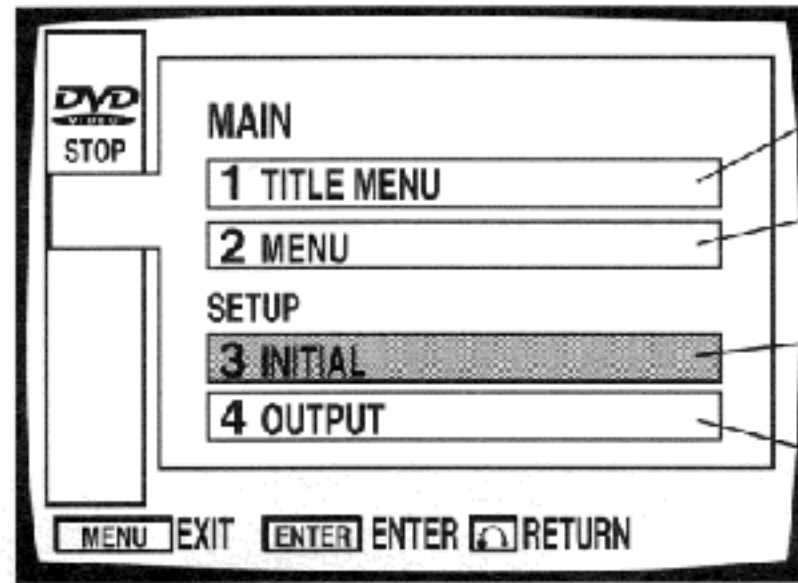 DVD
VIDEO
STOP
MAIN
1 TITLE MENU
2 MENU
SETUP
3 INITIAL
4 OUTPUT
MENU EXIT ENTER ENTER RETURN